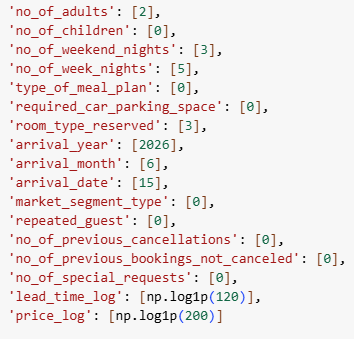 'no_of_adults': [2],
'no_of_children': [0],
'no_of_weekend_nights': [3],
'no_of_week_nights': [5],
'type_of_meal_plan': [0],
'required_car_parking_space': [0],
'room_type_reserved': [3],
'arrival_year': [2026],
'arrival_month': [6],
'arrival_date': [15],
'market_segment_type': [0],
'repeated_guest': [0],
'no_of_previous_cancellations': [0],
'no_of_previous_bookings_not_canceled': [0],
'no_of_special_requests': [0],
'lead_time_log': [np.log1p(120)],
'price_log': [np.log1p(200)]